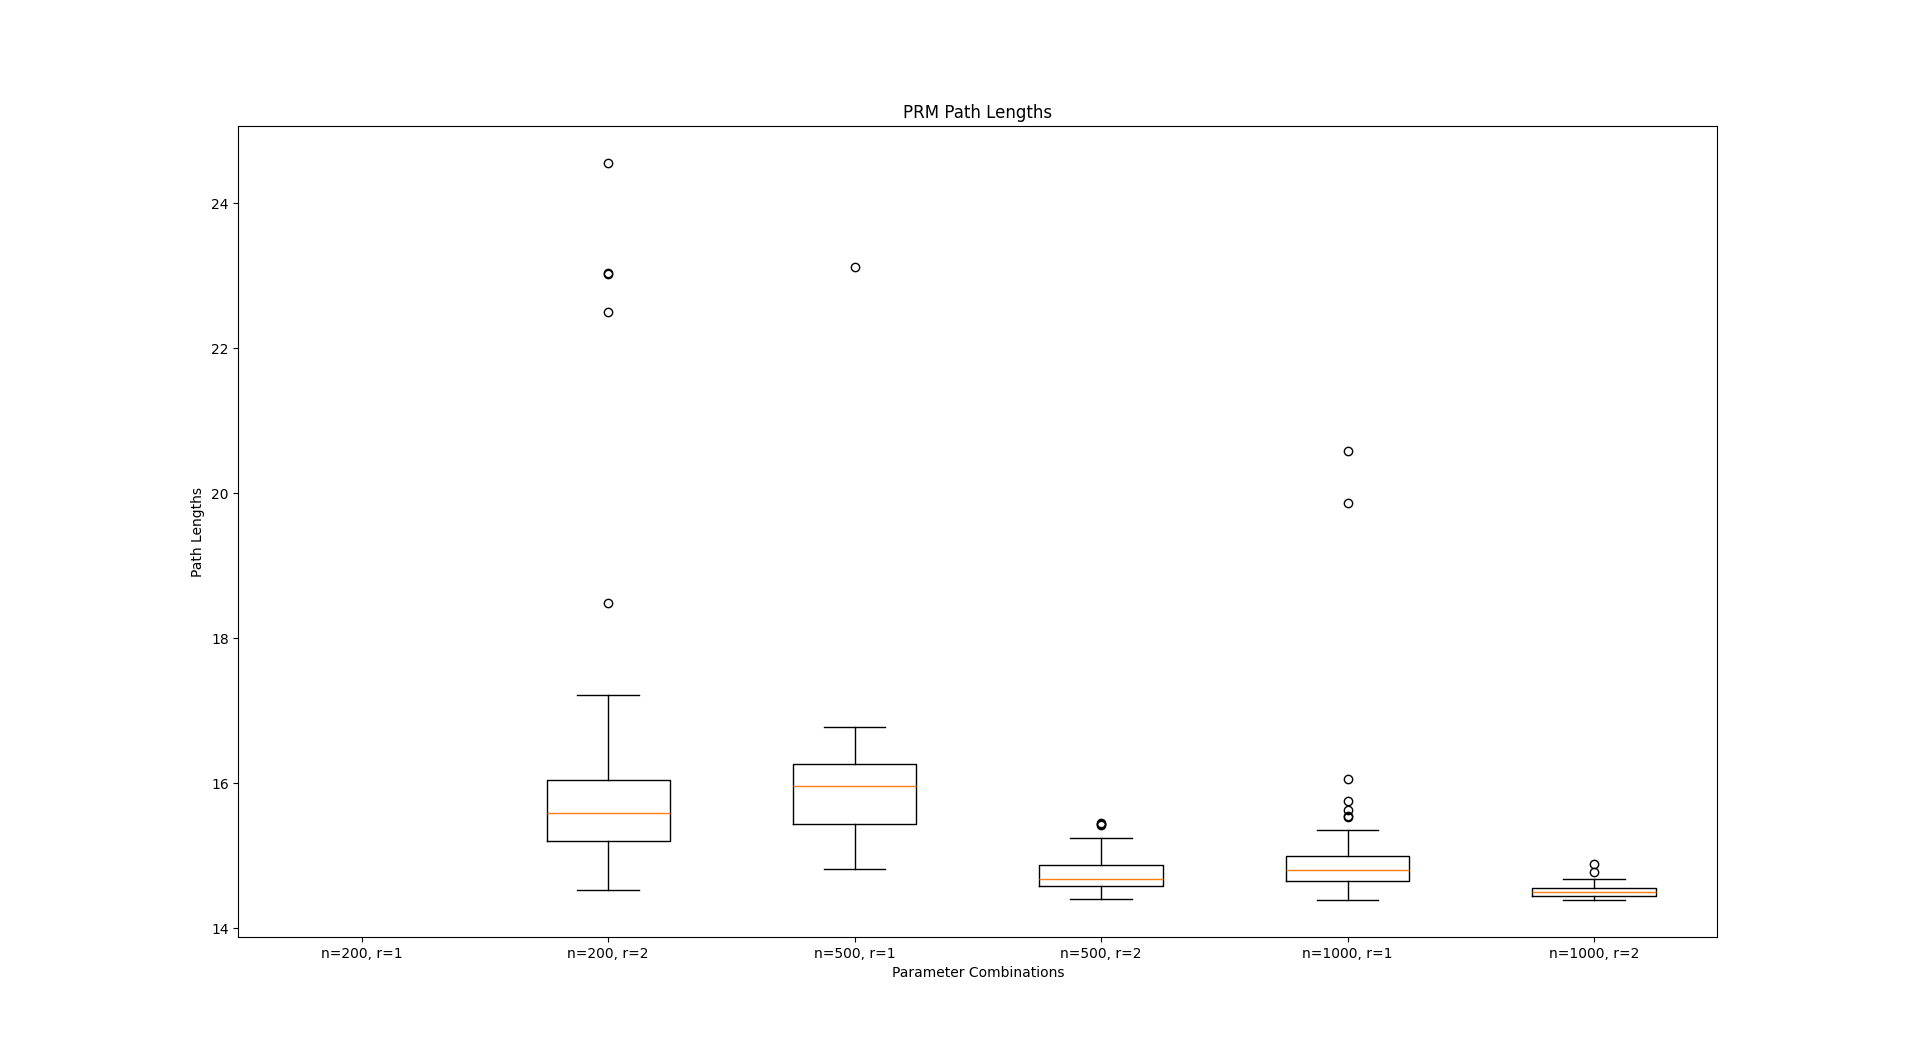 PRM Path Lengths
Path Lengths
24
22
20
18
16
14
n=200, r=1
n=200, r=2
n=500, r=1
n=500, r=2
n=1000, r=1
n=1000, r=2
Parameter Combinations